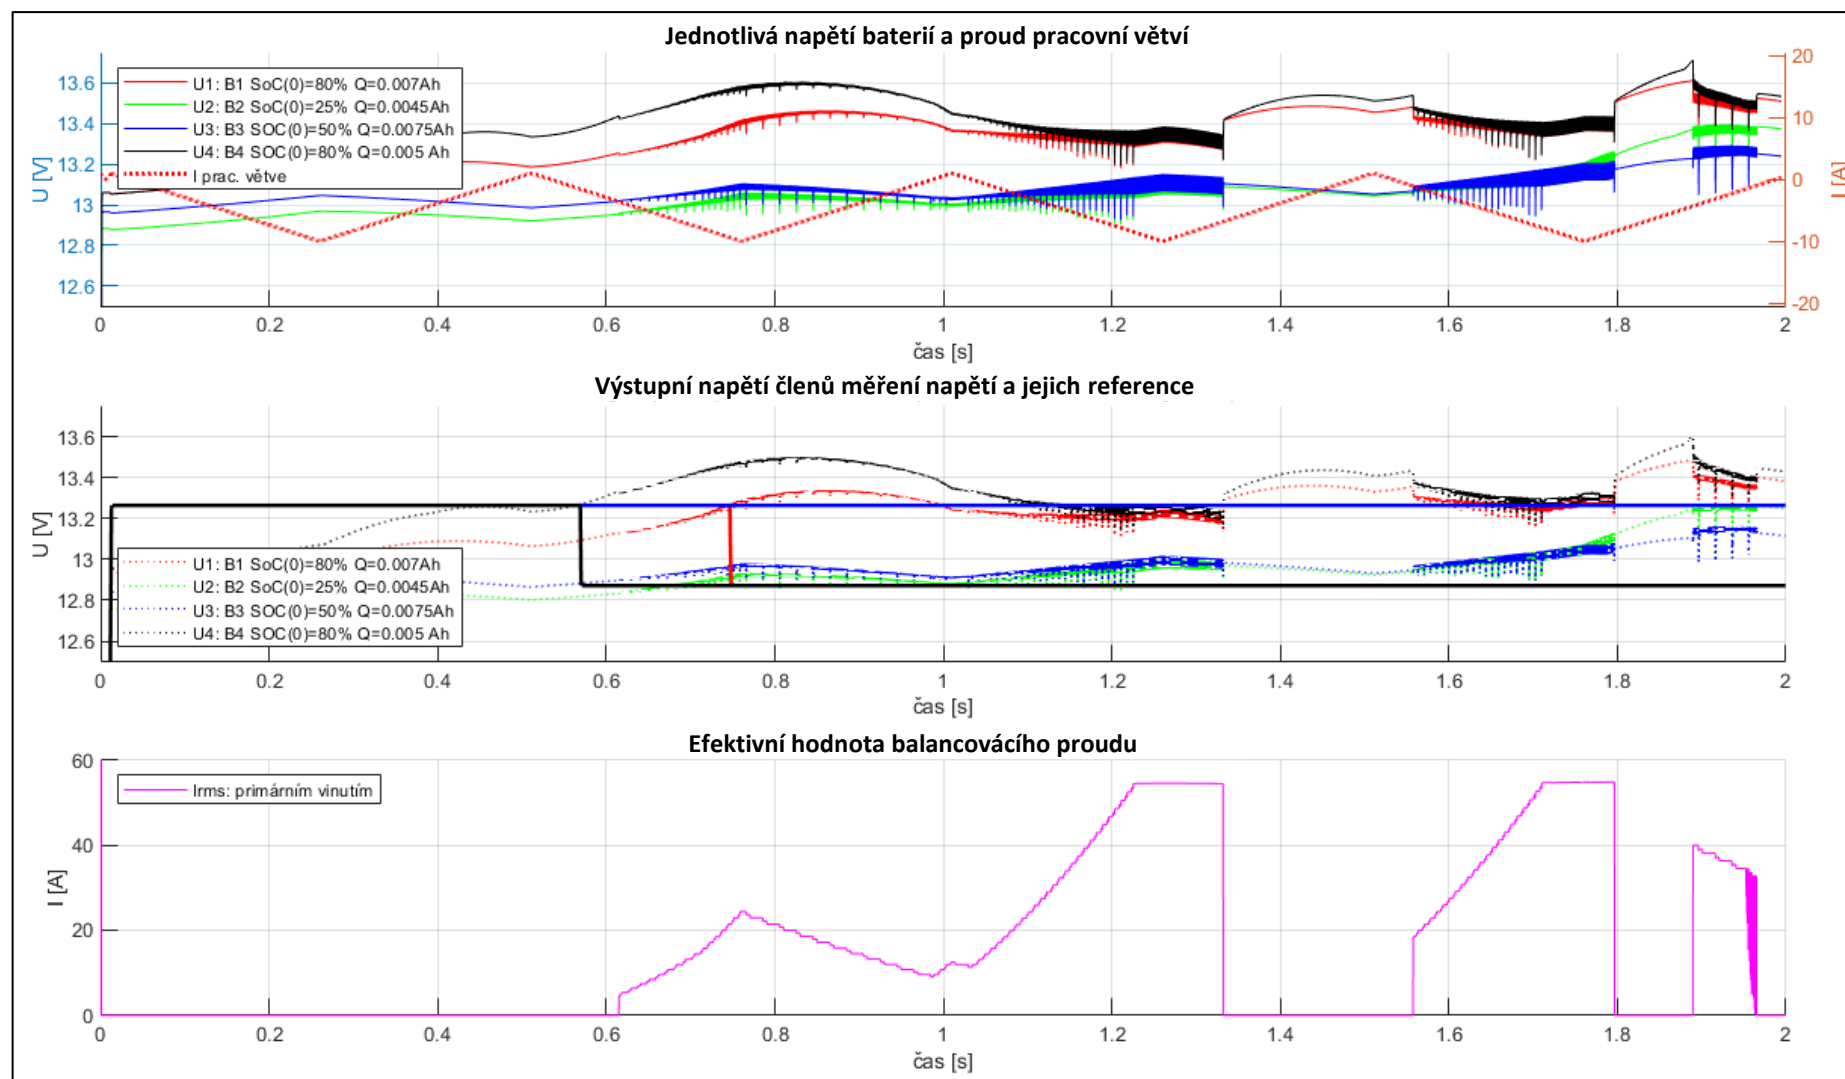 Jednotlivá napětí baterií a proud pracovní větví
U [V]
13.6
13.4
13.2
13
12.8
12.6
U1: B1 SoC(0)=80% Q=0.007Ah
U2: B2 SoC(0)=25% Q=0.0045Ah
U3: B3 SOC(0)=50% Q=0.0075Ah
U4: B4 SOC(0)=80% Q=0.005 Ah
I prac. větve
20
10
0
-10
-20
I [A]
0 0.2 0.4 0.6 0.8 1 1.2 1.4 1.6 1.8 2
čas [s]
Výstupní napětí členů měření napětí a jejich reference
U [V]
13.6
13.4
13.2
13
12.8
12.6
U1: B1 SoC(0)=80% Q=0.007Ah
U2: B2 SoC(0)=25% Q=0.0045Ah
U3: B3 SOC(0)=50% Q=0.0075Ah
U4: B4 SOC(0)=80% Q=0.005 Ah
0 0.2 0.4 0.6 0.8 1 1.2 1.4 1.6 1.8 2
čas [s]
Efektivní hodnota balancovácího proudu
I [A]
60
40
20
0
Irms: primárním vinutím
0 0.2 0.4 0.6 0.8 1 1.2 1.4 1.6 1.8 2
čas [s]